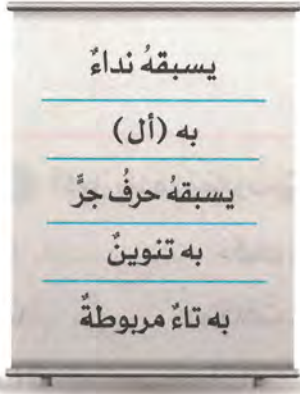 يسبقهُ نداءٌ
به (أل)
يسبقهُ حرفُ جرٍّ
به تنوينٌ
به تاءٌ مربوطةٌ